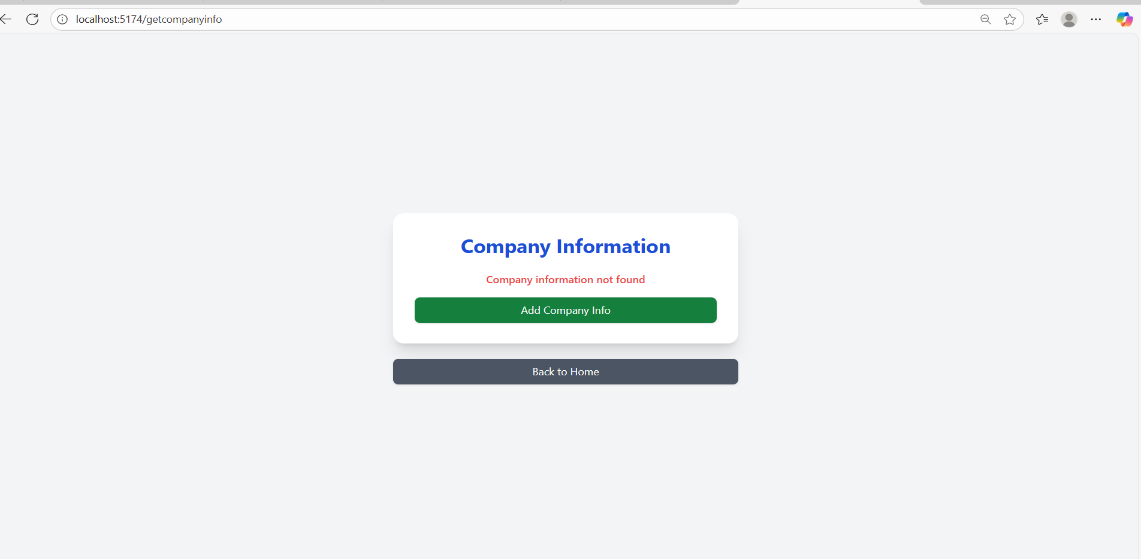 localhost:5174/getcompanyinfo
Company Information
Company information not found
Add Company Info
Back to Home